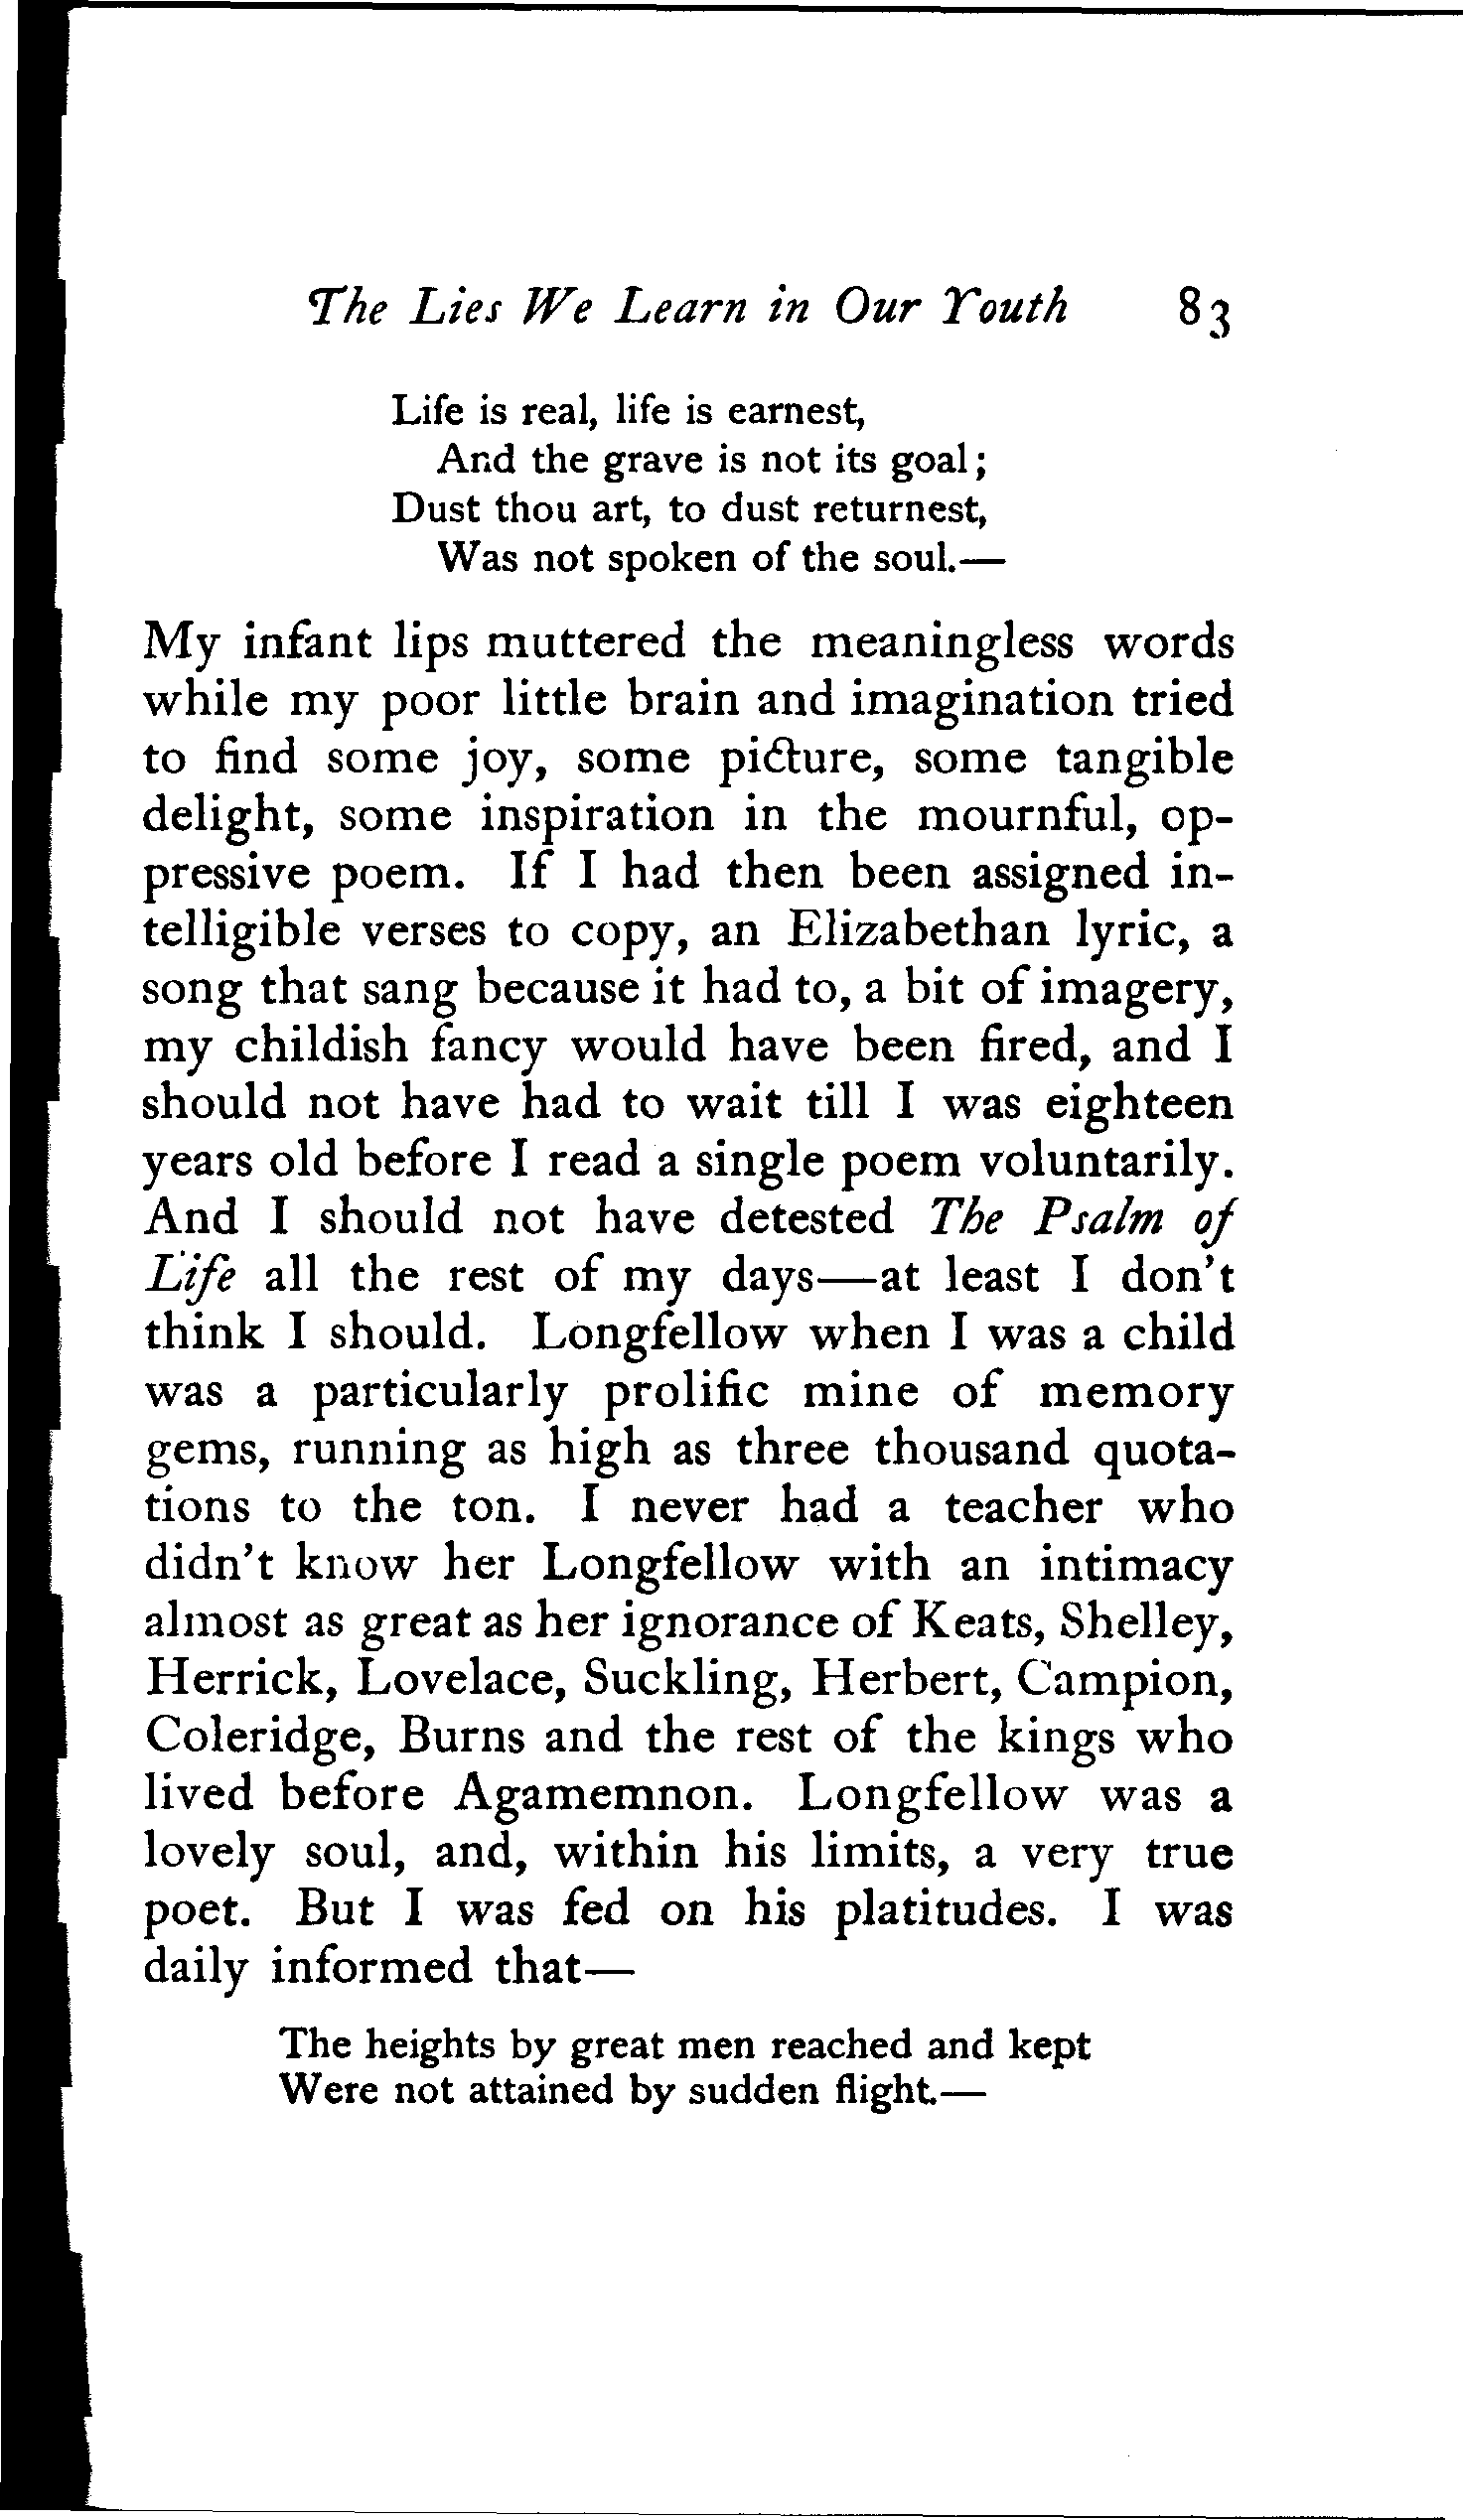 The Lies We Learn in Our Youth 83
Life is real, life is earnest,
And the grave is not its goal;
Dust thou art, to dust returnest,
Was not spoken of the soul.—
My infant lips muttered the meaningless words
while my poor little brain and imagination tried
to find some joy, some picture, some tangible
delight, some inspiration in the mournful, op-
pressive poem. If I had then been assigned in-
telligible verses to copy, an Elizabethan lyric, a
song that sang because it had to, a bit of imagery,
my childish fancy would have been fired, and I
should not have had to wait till I was eighteen
years old before I read a single poem voluntarily.
And I should not have detested The Psalm of
Life all the rest of my days—at least I don't
think I should. Longfellow when I was a child
was a particularly prolific mine of memory
gems, running as high as three thousand quota-
tions to the ton. I never had a teacher who
didn't know her Longfellow with an intimacy
almost as great as her ignorance of Keats, Shelley,
Herrick, Lovelace, Suckling, Herbert, Campion,
Coleridge, Burns and the rest of the kings who
lived before Agamemnon. Longfellow was a
lovely soul, and, within his limits, a very true
poet. But I was fed on his platitudes. I was
daily informed that—
The heights by great men reached and kept
Were not attained by sudden flight.—